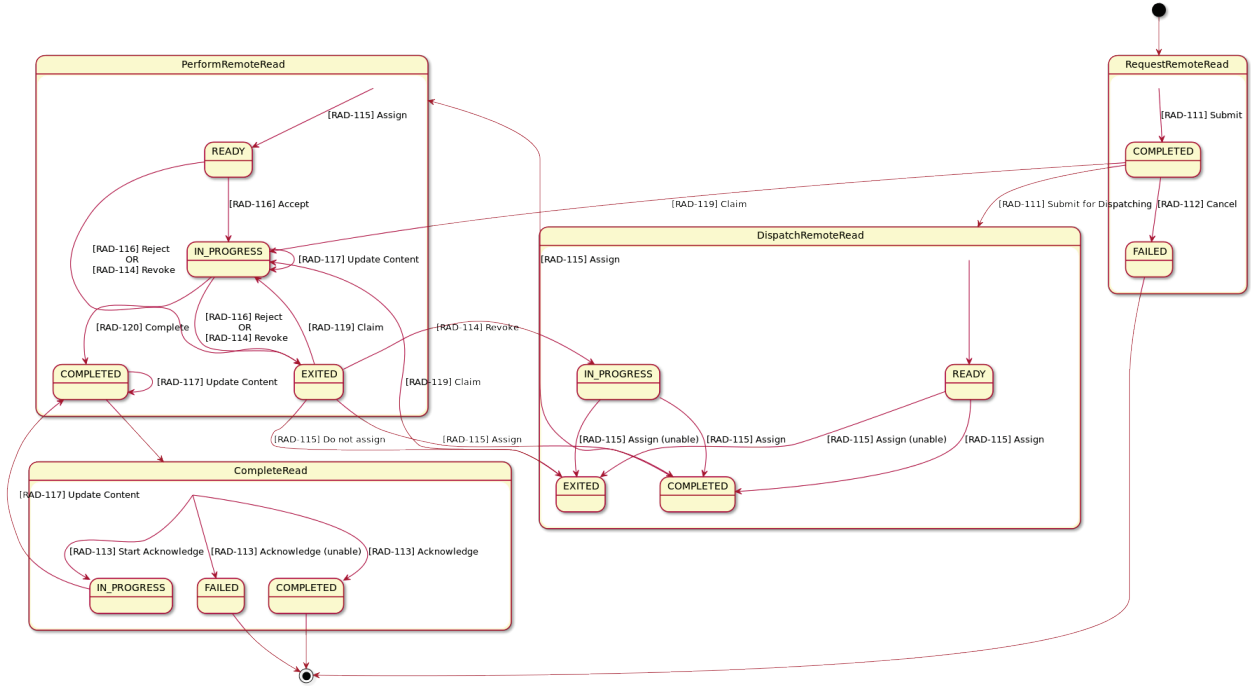 PerformRemoteRead
RequestRemoteRead
[RAD-115] Assign
[RAD-111] Submit
READY
COMPLETED
[RAD-116] Accept
[RAD-119] Claim
[RAD-111] Submit for Dispatching
[RAD-112] Cancel
DispatchRemoteRead
[RAD-116] Reject
OR
[RAD-114] Revoke
IN_PROGRESS
[RAD-117] Update Content
[RAD-115] Assign
FAILED
[RAD-120] Complete
[RAD-116] Reject
OR
[RAD-114] Revoke
[RAD-119] Claim
[RAD-114] Revoke
COMPLETED
[RAD-117] Update Content
EXITED
[RAD-119] Claim
IN_PROGRESS
READY
[RAD-115] Do not assign
[RAD-115] Assign
[RAD-115] Assign (unable)
[RAD-115] Assign
[RAD-115] Assign (unable)
[RAD-115] Assign
CompleteRead
EXITED
COMPLETED
[RAD-117] Update Content
[RAD-113] Start Acknowledge
[RAD-113] Acknowledge (unable)
[RAD-113] Acknowledge
IN_PROGRESS
FAILED
COMPLETED